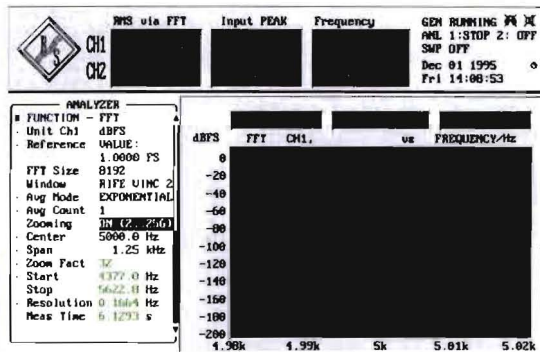 RMS via FFT Input PEAK Frequency
GEN RUNNING
ANL 1:STOP 2: OFF
SWP OFF
Dec 01 1995
Fri 14:08:53
R S
CH1
CH2
ANALYZER
FUNCTION - FFT
Unit Ch1 dBFS
Reference VALUE:
1.0000 FS
FFT Size 8192
Window RIFE VINC 2
Avg Mode EXPONENTIAL
Avg Count 1
Zooming ON (2..256)
Center 5000.0 Hz
Span 1.25 kHz
Zoom Fact 32
Start 4377.0 Hz
Stop 5622.8 Hz
Resolution 0.1664 Hz
Meas Time 6.1293 s
dBFS FFT CH1, vs FREQUENCY/Hz
0
-20
-40
-60
-80
-100
-120
-140
-160
-180
-200
4.98k 4.99k 5k 5.01k 5.02k